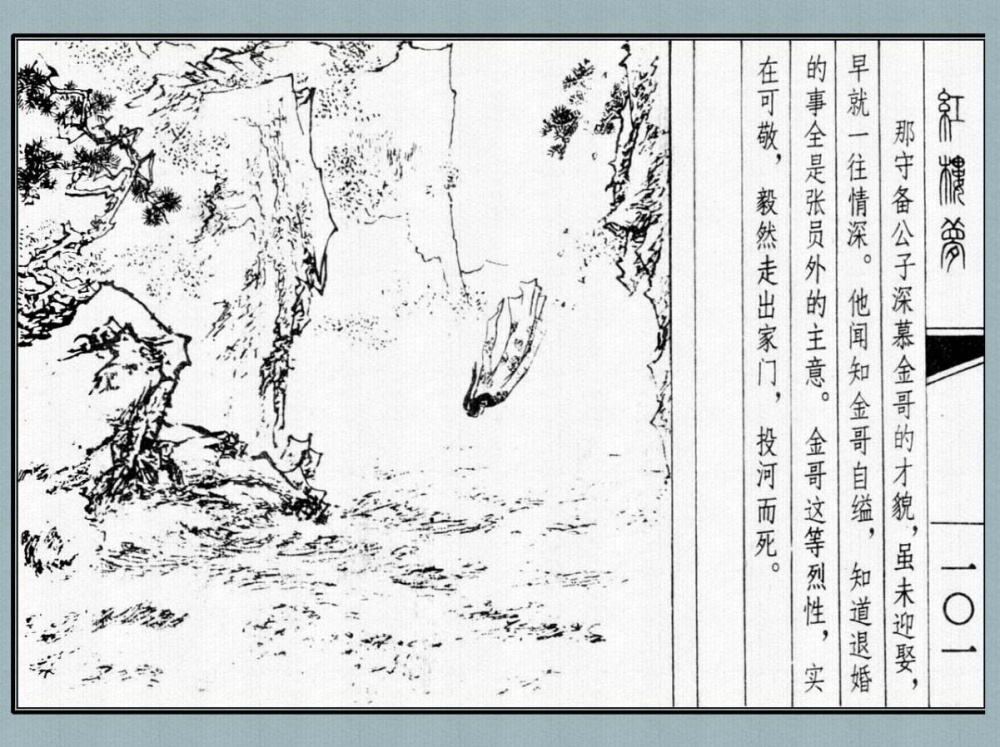 紅樓夢
一〇一
那守备公子深慕金哥的才貌，虽未迎娶，
早就一往情深。他闻知金哥自缢，知道退婚
的事全是张员外的主意。金哥这等烈性，实
在可敬，毅然走出家门，投河而死。